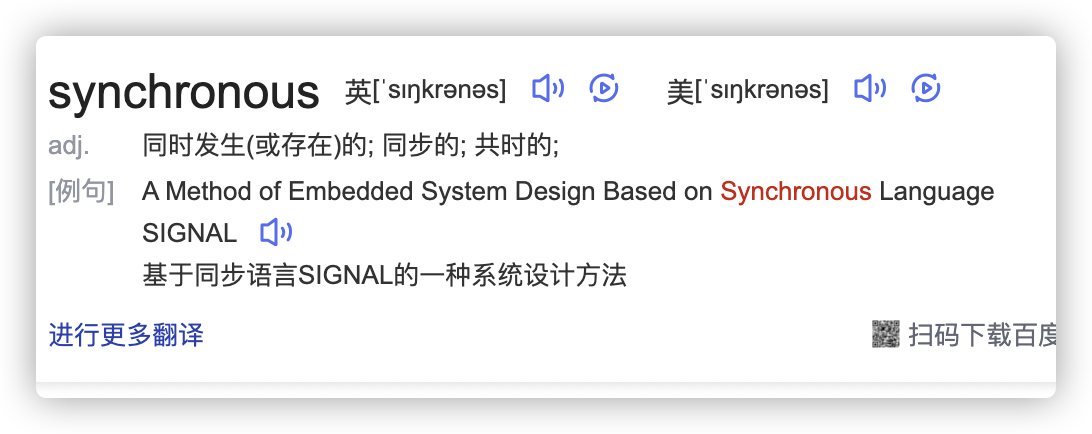 synchronous 英[ˈsɪŋkrənəs] 美[ˈsɪŋkrənəs]
adj. 同时发生(或存在)的; 同步的; 共时的;
[例句] A Method of Embedded System Design Based on Synchronous Language
SIGNAL
基于同步语言SIGNAL的一种系统设计方法
进行更多翻译 扫码下载百度